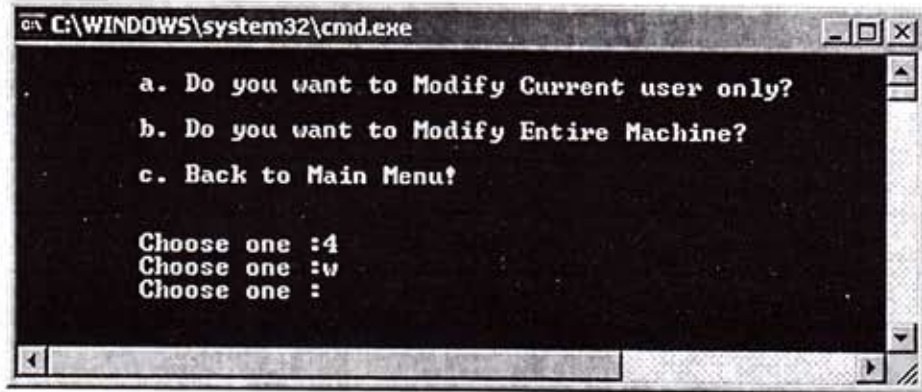 C:\WINDOWS\system32\cmd.exe
a. Do you want to Modify Current user only?
b. Do you want to Modify Entire Machine?
c. Back to Main Menu!
Choose one :4
Choose one :w
Choose one :